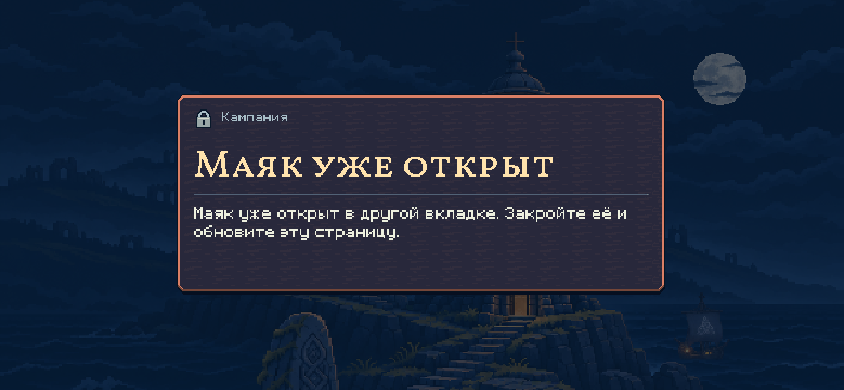 Кампания
Маяк уже открыт
Маяк уже открыт в другой вкладке. Закройте её и
обновите эту страницу.